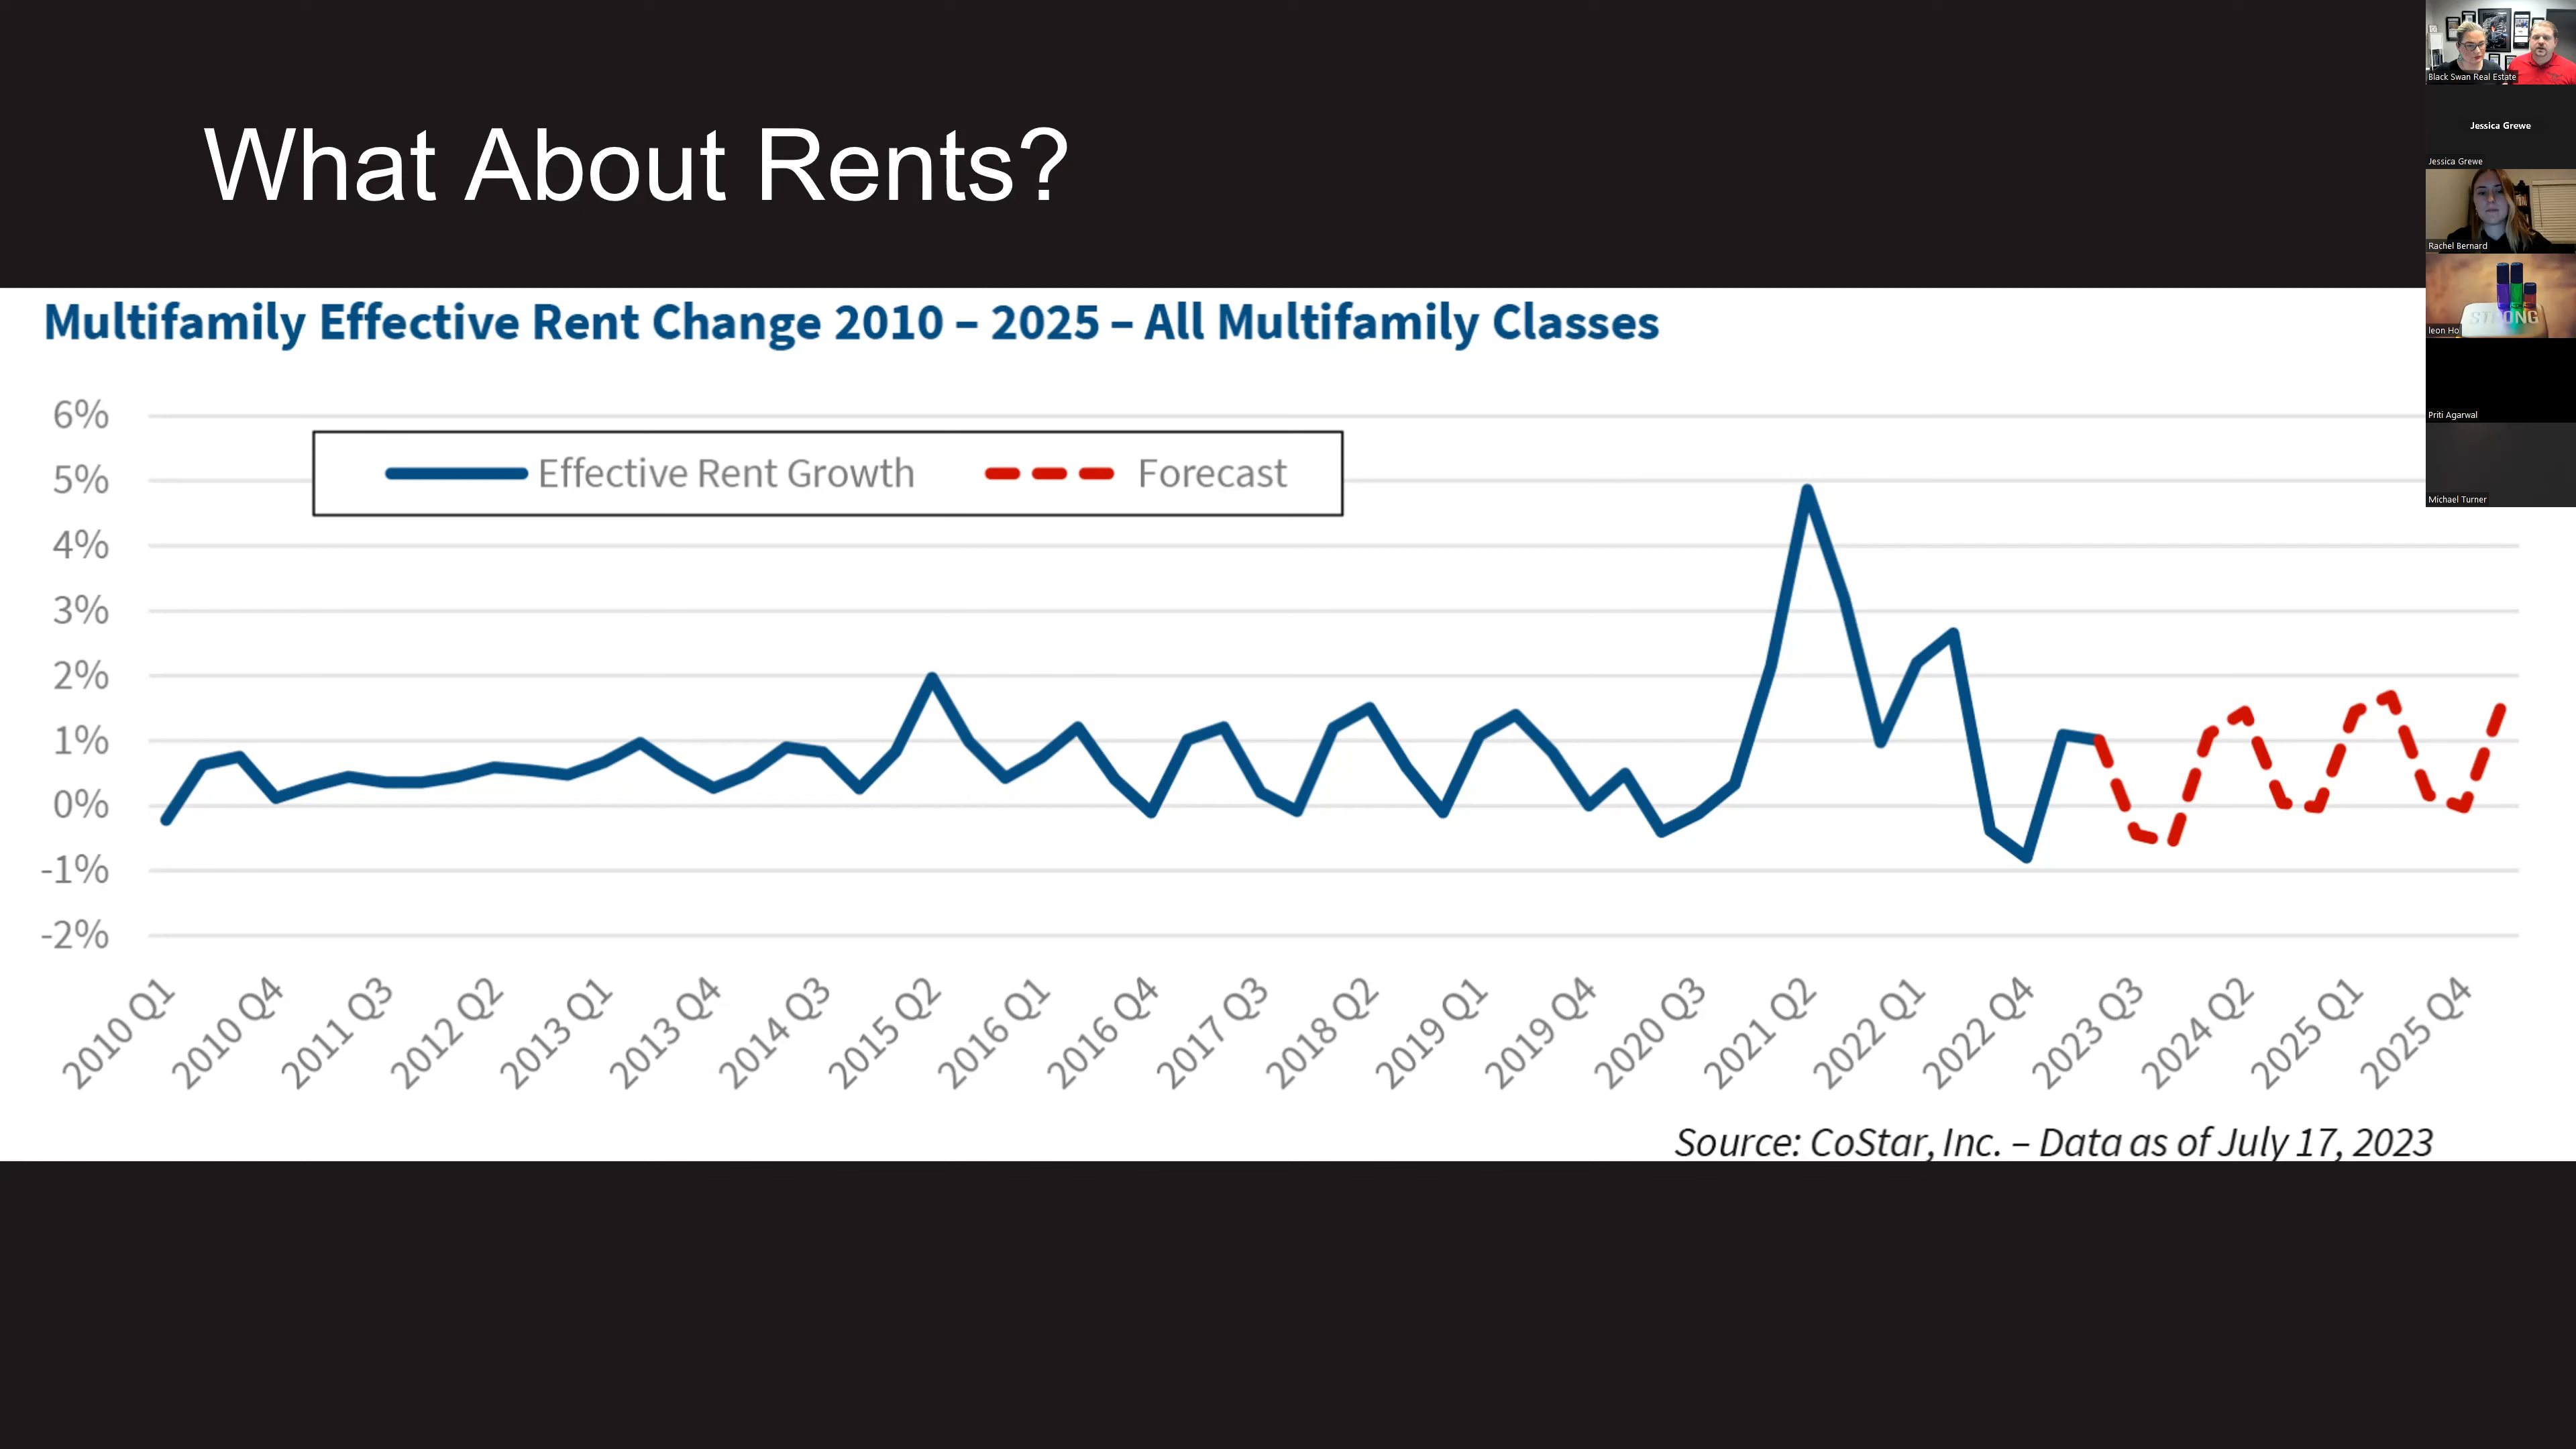 What About Rents?
Multifamily Effective Rent Change 2010 – 2025 – All Multifamily Classes
6%
5%
4%
3%
2%
1%
0%
-1%
-2%
Effective Rent Growth
Forecast
2010 Q1
2010 Q4
2011 Q3
2012 Q2
2013 Q1
2013 Q4
2014 Q3
2015 Q2
2016 Q1
2016 Q4
2017 Q3
2018 Q2
2019 Q1
2019 Q4
2020 Q3
2021 Q2
2022 Q1
2022 Q4
2023 Q3
2024 Q2
2025 Q1
2025 Q4
Source: CoStar, Inc. – Data as of July 17, 2023
Black Swan Real Estate
Jessica Grewe
Jessica Grewe
Rachel Bernard
STRONG
leon Ho
Priti Agarwal
Michael Turner